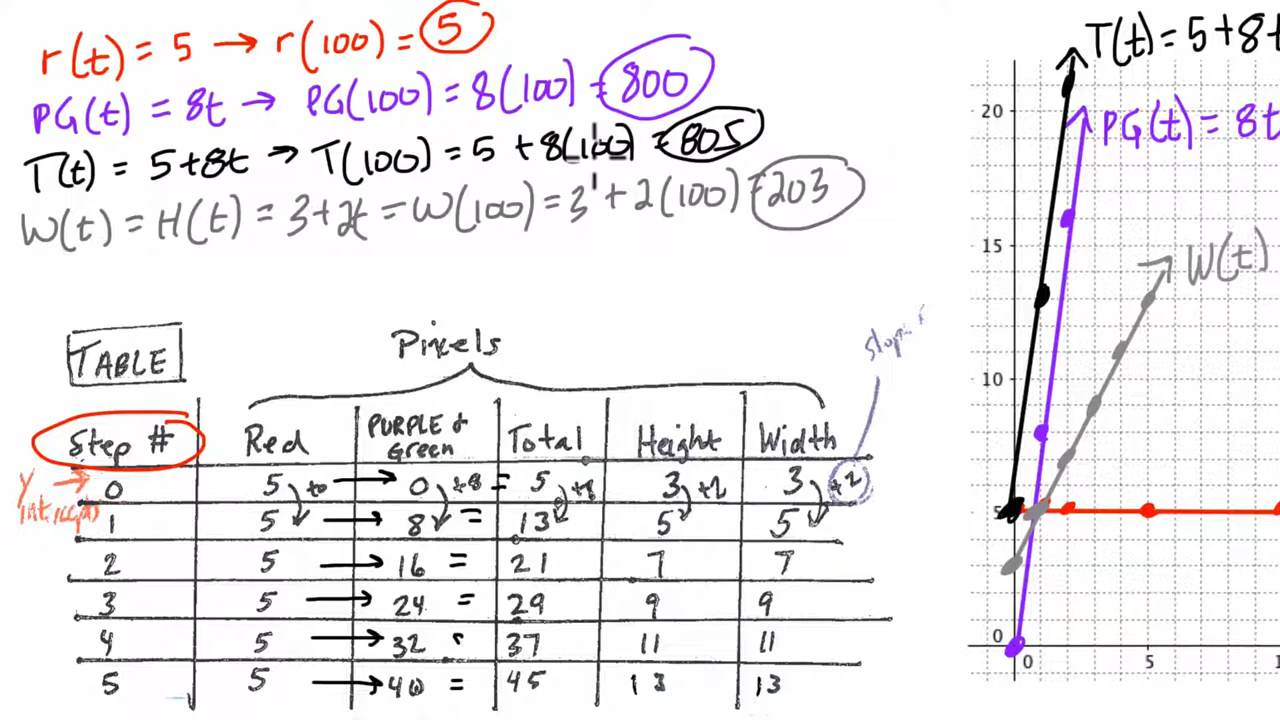 r(t) = 5 → r(100) = 5
PG(t) = 8t → PG(100) = 8(100) = 800
T(t) = 5+8t → T(100) = 5 + 8(100) = 805
W(t) = H(t) = 3+2t = W(100) = 3 + 2(100) = 203
TABLE
Pixels
slope
Step # Red PURPLE & Green Total Height Width
0 5 +0 → 0 +8 = 5 +8 3 +2 3 +2
Y intercept(s)
1 5 → 8 = 13 5 5
2 5 → 16 = 21 7 7
3 5 → 24 = 29 9 9
4 5 → 32 = 37 11 11
5 5 → 40 = 45 13 13
T(t) = 5+8t
PG(t) = 8t
W(t)
20
15
10
5
0
0 5 10